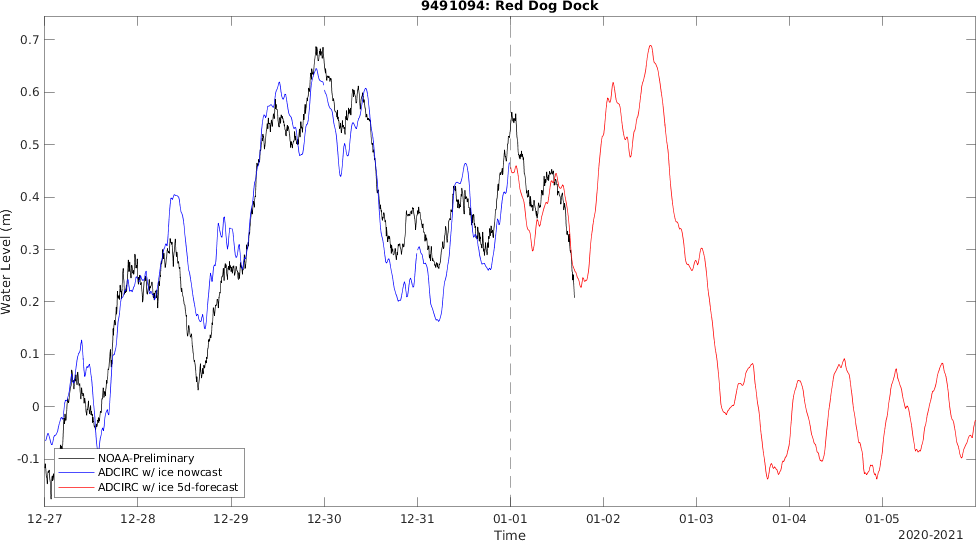 9491094: Red Dog Dock
0.7
0.6
0.5
0.4
0.3
0.2
0.1
0
-0.1
Water Level (m)
NOAA-Preliminary
ADCIRC w/ ice nowcast
ADCIRC w/ ice 5d-forecast
12-27 12-28 12-29 12-30 12-31 01-01 01-02 01-03 01-04 01-05
Time
2020-2021